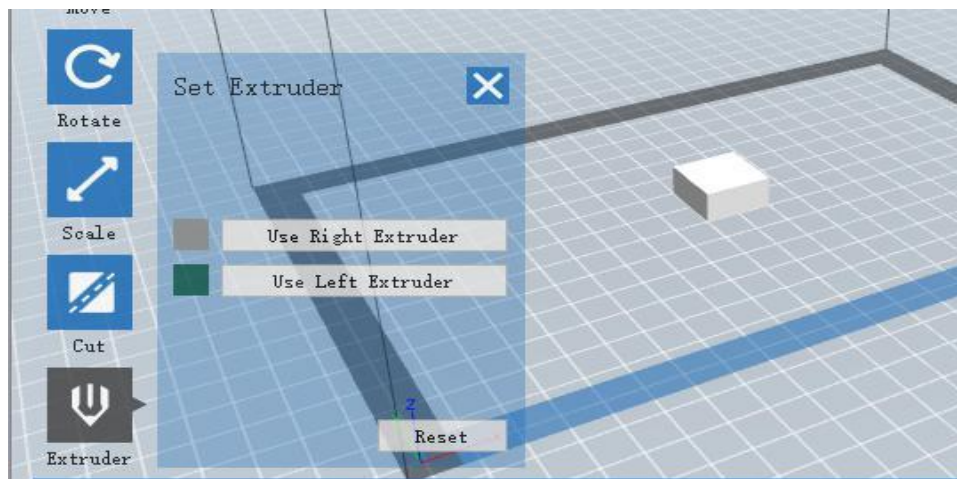 Move
Rotate
Scale
Cut
Extruder
Set Extruder
Use Right Extruder
Use Left Extruder
Z
Reset